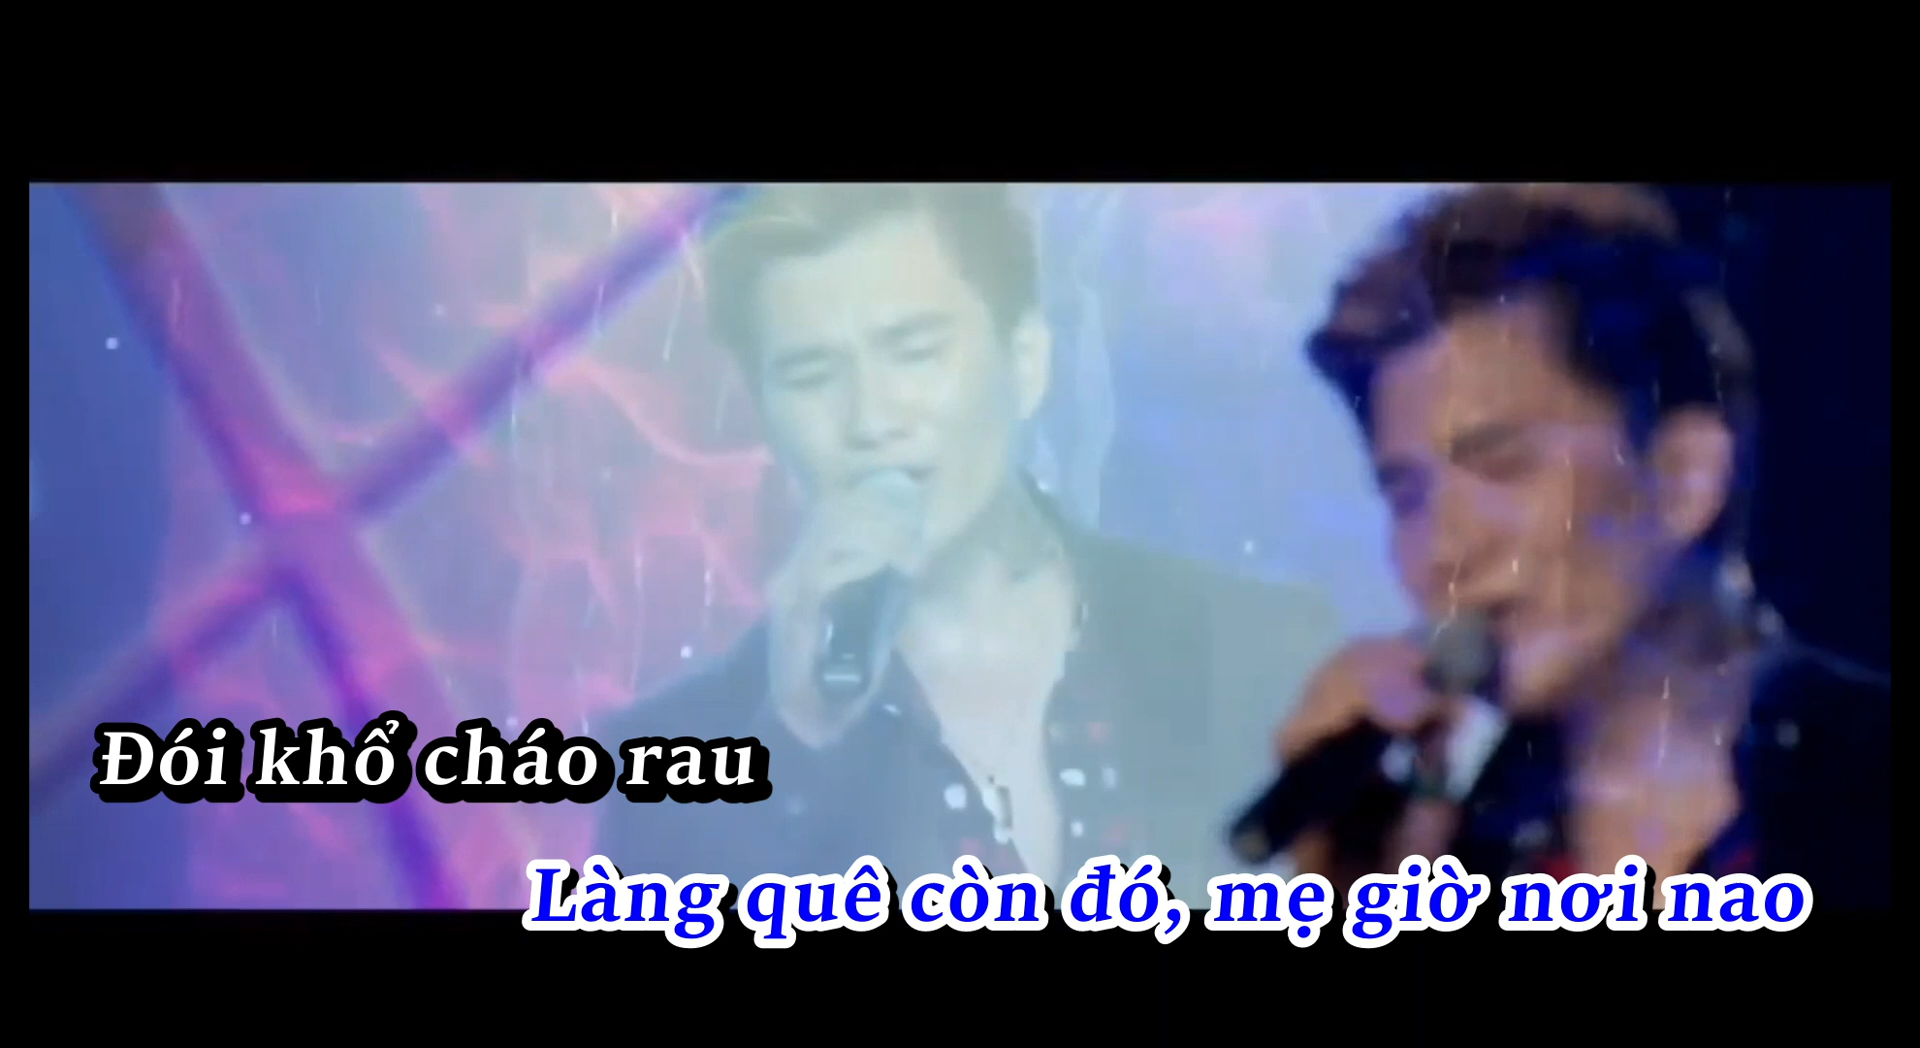 Đói khổ cháo rau
Làng quê còn đó, mẹ giờ nơi nao